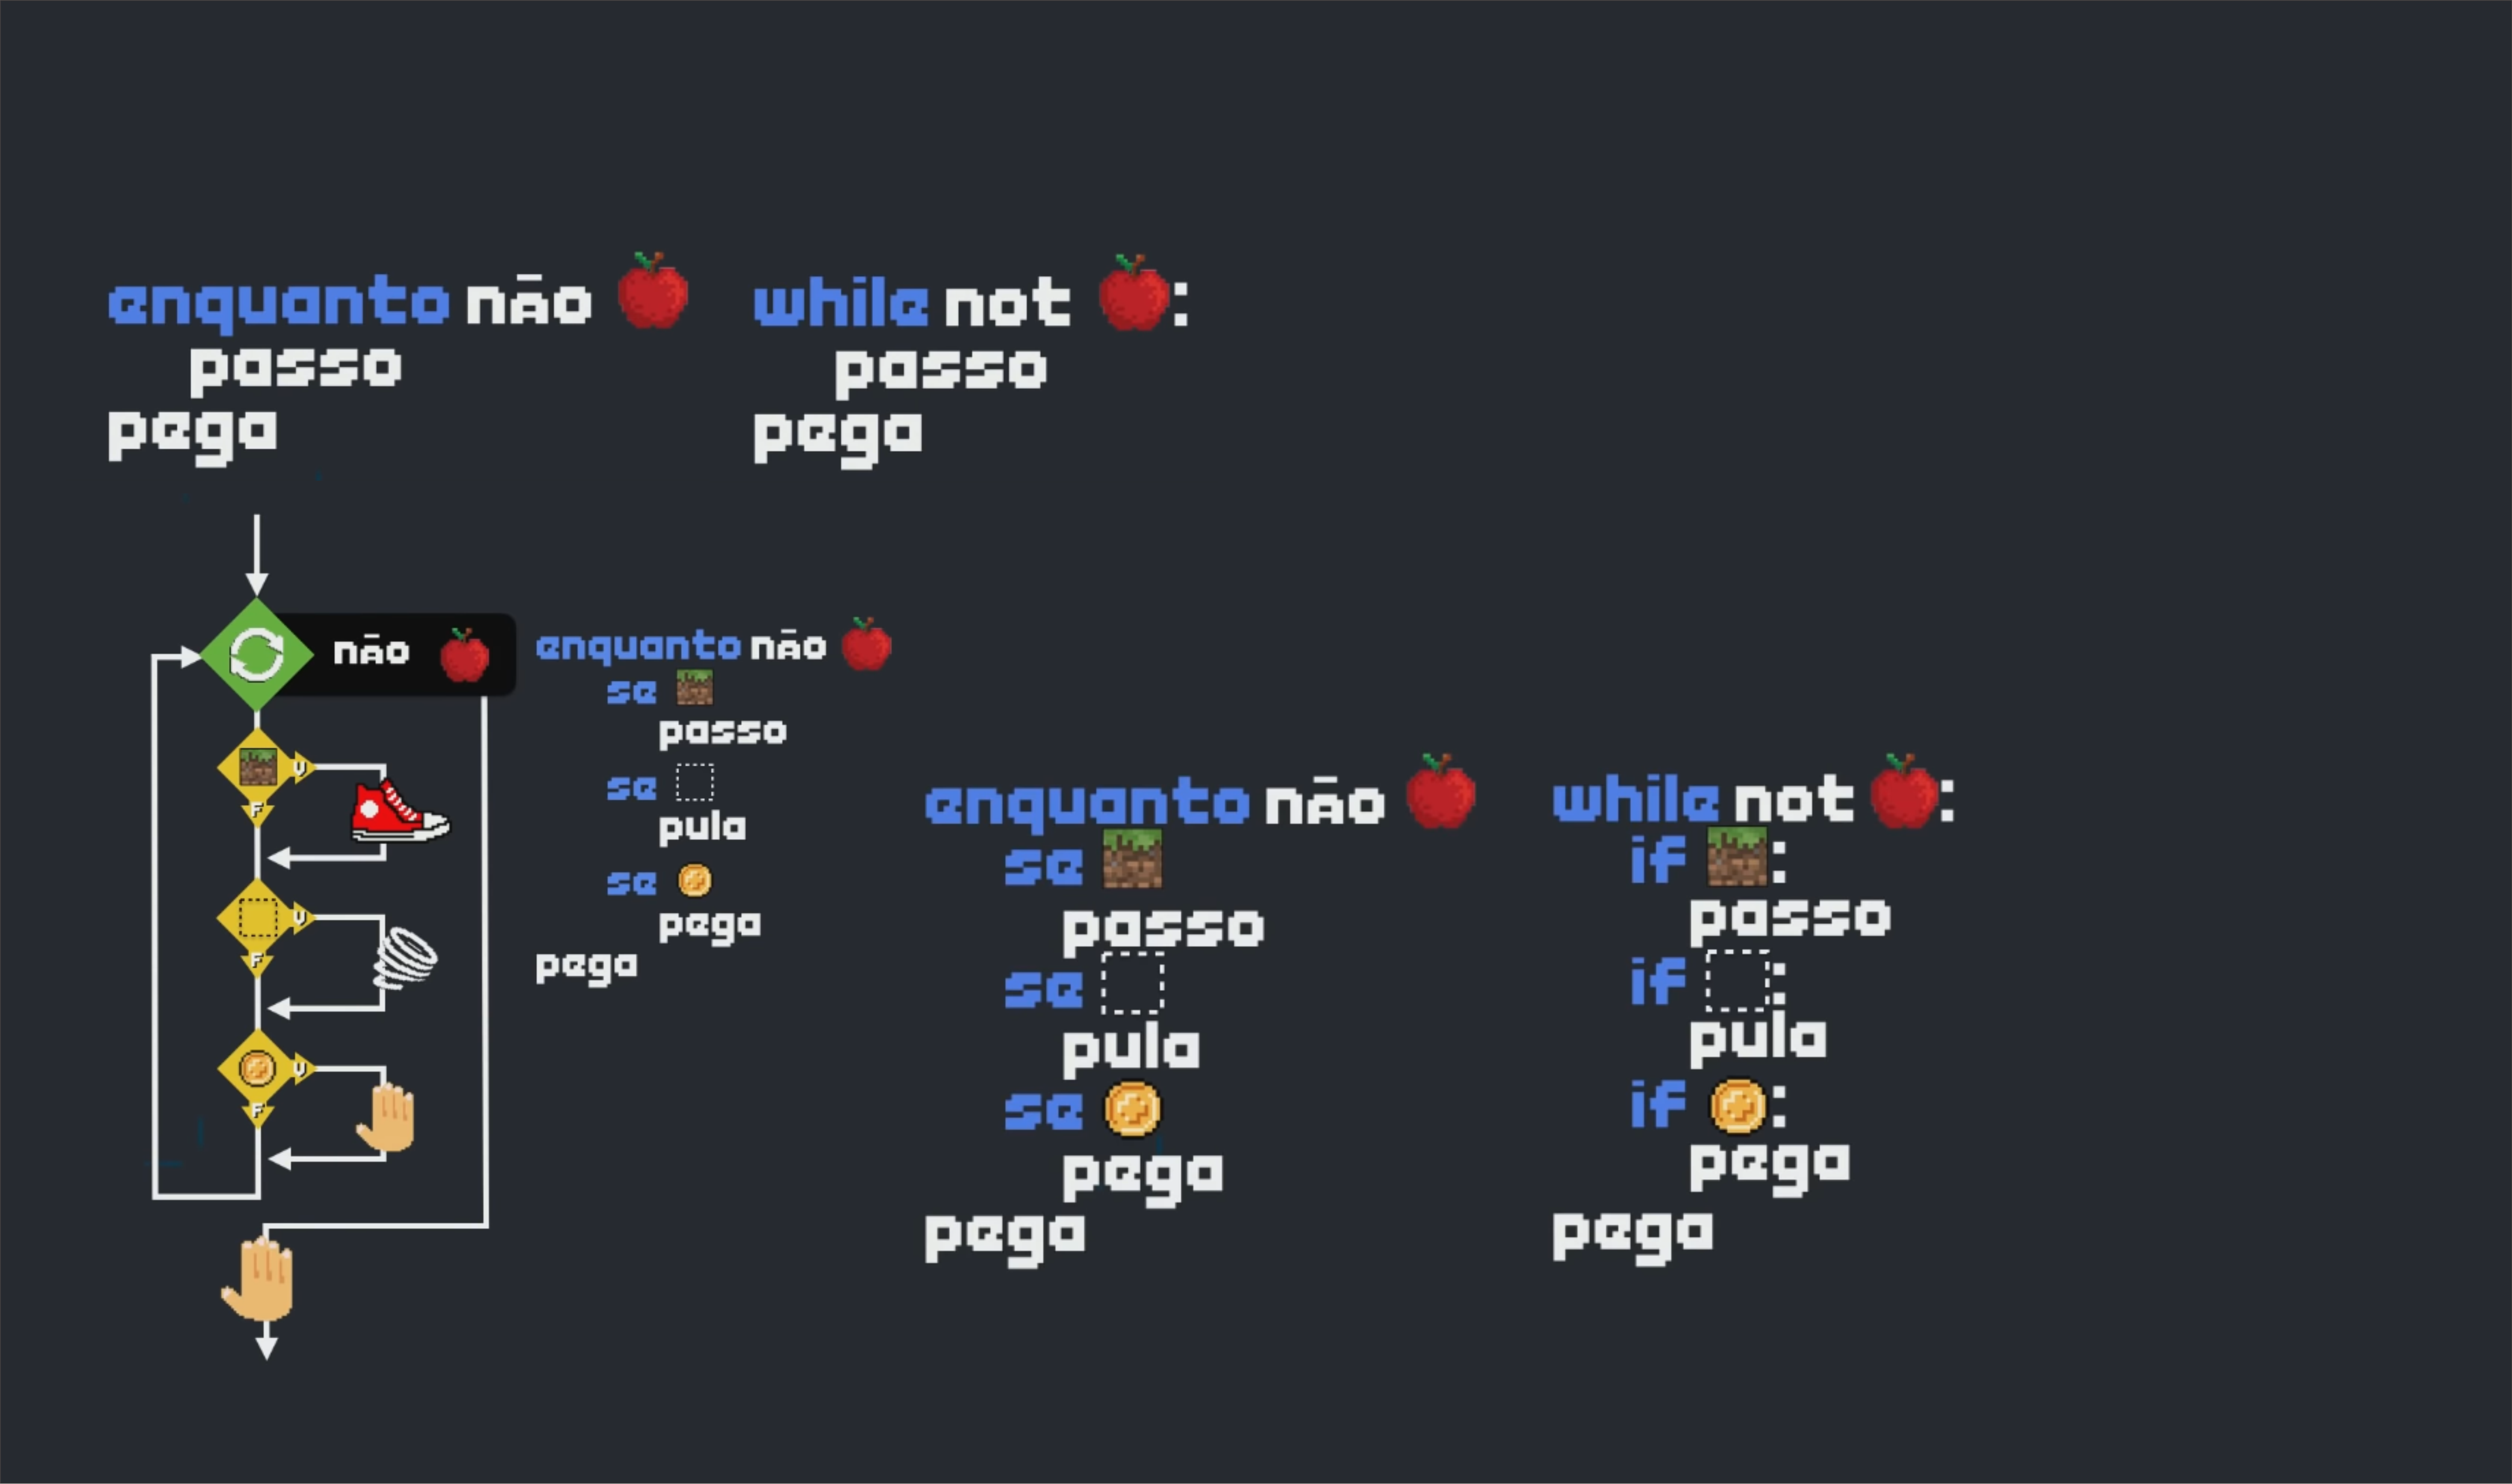 enquanto não
passo
pega
while not :
passo
pega
não
V
F
V
F
V
F
enquanto não
se
passo
se
pula
se
pega
pega
enquanto não
se
passo
se
pula
se
pega
pega
while not :
if :
passo
if :
pula
if :
pega
pega